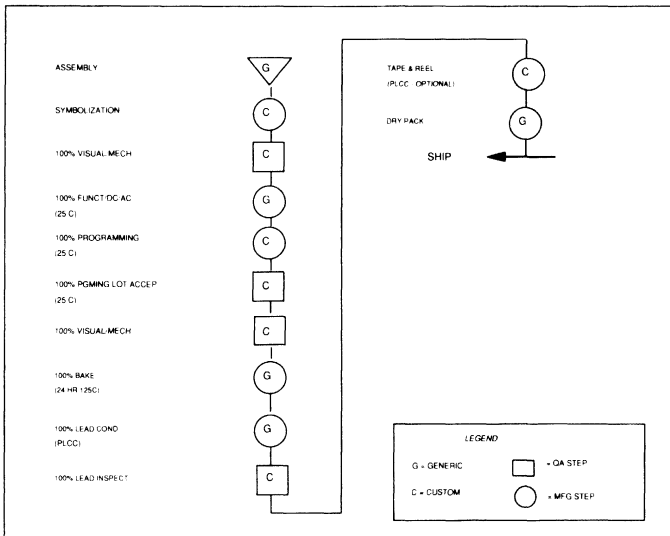 ASSEMBLY
G
SYMBOLIZATION
C
100% VISUAL/MECH
C
100% FUNCT/DC/AC
(25 C)
G
100% PROGRAMMING
(25 C)
C
100% PGMING LOT ACCEP
(25 C)
C
100% VISUAL/MECH
C
100% BAKE
(24 HR 125C)
G
100% LEAD COND
(PLCC)
G
100% LEAD INSPECT
C
TAPE & REEL
(PLCC OPTIONAL)
C
DRY PACK
G
SHIP
LEGEND
G = GENERIC
= QA STEP
C = CUSTOM
= MFG STEP